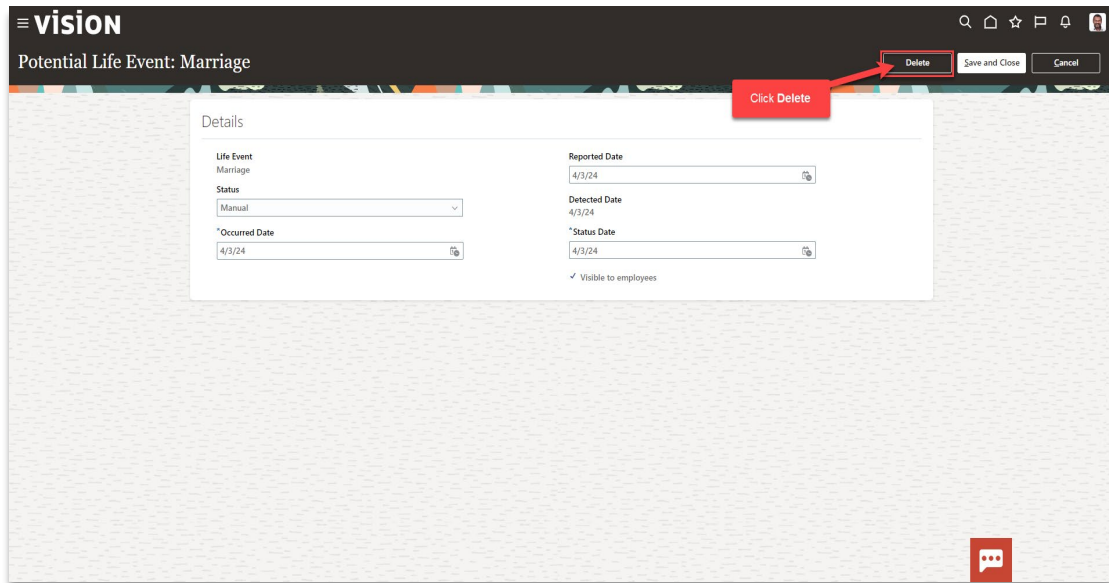 vision
Potential Life Event: Marriage
Delete
Save and Close
Cancel
Click Delete
Details
Life Event
Marriage
Status
Manual
*Occurred Date
4/3/24
Reported Date
4/3/24
Detected Date
4/3/24
*Status Date
4/3/24
Visible to employees